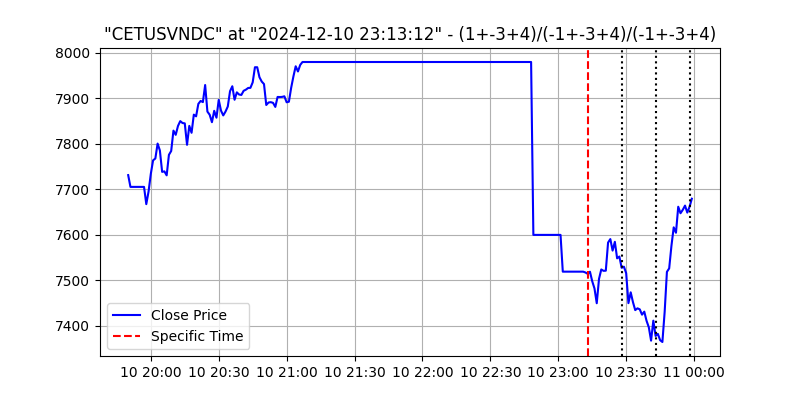 "CETUSVNDC" at "2024-12-10 23:13:12" - (1+-3+4)/(-1+-3+4)/(-1+-3+4)
8000
7900
7800
7700
7600
7500
7400
Close Price
Specific Time
10 20:00 10 20:30 10 21:00 10 21:30 10 22:00 10 22:30 10 23:00 10 23:30 11 00:00